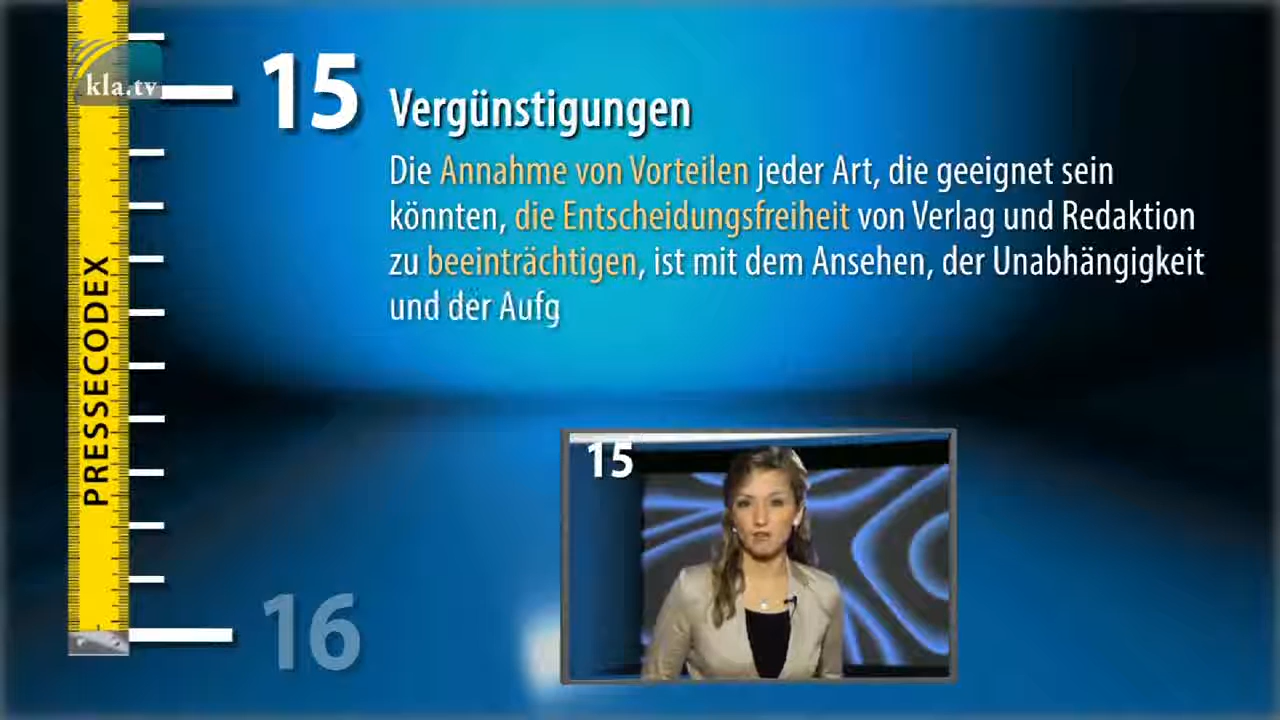 kla.tv
15
Vergünstigungen
Die Annahme von Vorteilen jeder Art, die geeignet sein
könnten, die Entscheidungsfreiheit von Verlag und Redaktion
zu beeinträchtigen, ist mit dem Ansehen, der Unabhängigkeit
und der Aufg
PRESSECODEX
15
16